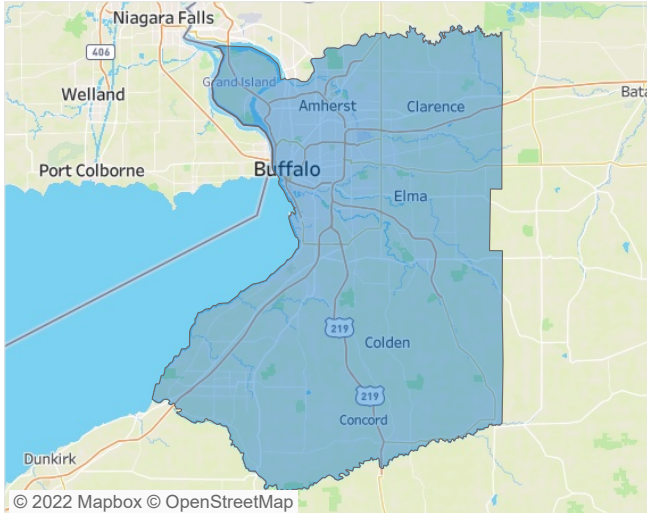 Niagara Falls
406
Grand Island
Welland
Amherst
Clarence
Bata
Port Colborne
Buffalo
Elma
219
Colden
219
Concord
Dunkirk
© 2022 Mapbox © OpenStreetMap